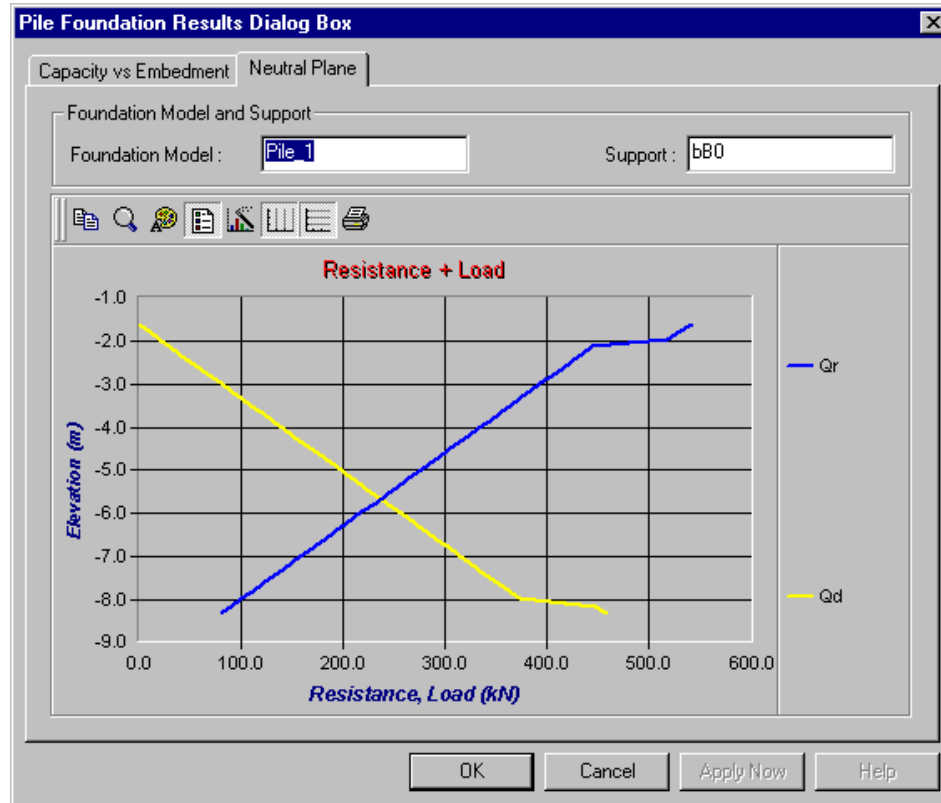 Pile Foundation Results Dialog Box
Capacity vs Embedment
Neutral Plane
Foundation Model and Support
Foundation Model :
Pile_1
Support :
bB0
Resistance + Load
-1.0
-2.0
-3.0
-4.0
-5.0
-6.0
-7.0
-8.0
-9.0
Elevation (m)
0.0
100.0
200.0
300.0
400.0
500.0
600.0
Resistance, Load (kN)
Qr
Qd
OK
Cancel
Apply Now
Help